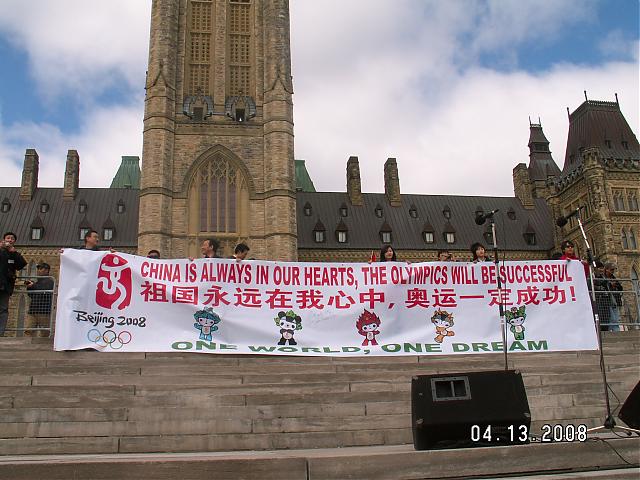 CHINA IS ALWAYS IN OUR HEARTS, THE OLYMPICS WILL BE SUCCESSFUL
祖国永远在我心中, 奥运一定成功!
Beijing 2008
ONE WORLD, ONE DREAM
04.13.2008